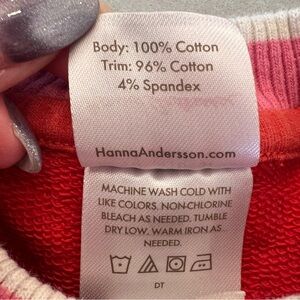 Body: 100% Cotton
Trim: 96% Cotton
4% Spandex
HannaAndersson.com
MACHINE WASH COLD WITH
LIKE COLORS. NON-CHLORINE
BLEACH AS NEEDED. TUMBLE
DRY LOW. WARM IRON AS
NEEDED.
DT